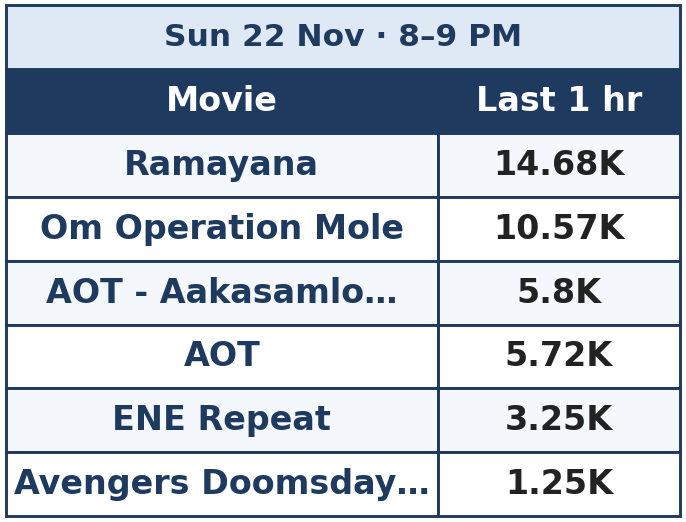 Sun 22 Nov · 8–9 PM
Movie Last 1 hr
Ramayana 14.68K
Om Operation Mole 10.57K
AOT - Aakasamlo... 5.8K
AOT 5.72K
ENE Repeat 3.25K
Avengers Doomsday... 1.25K